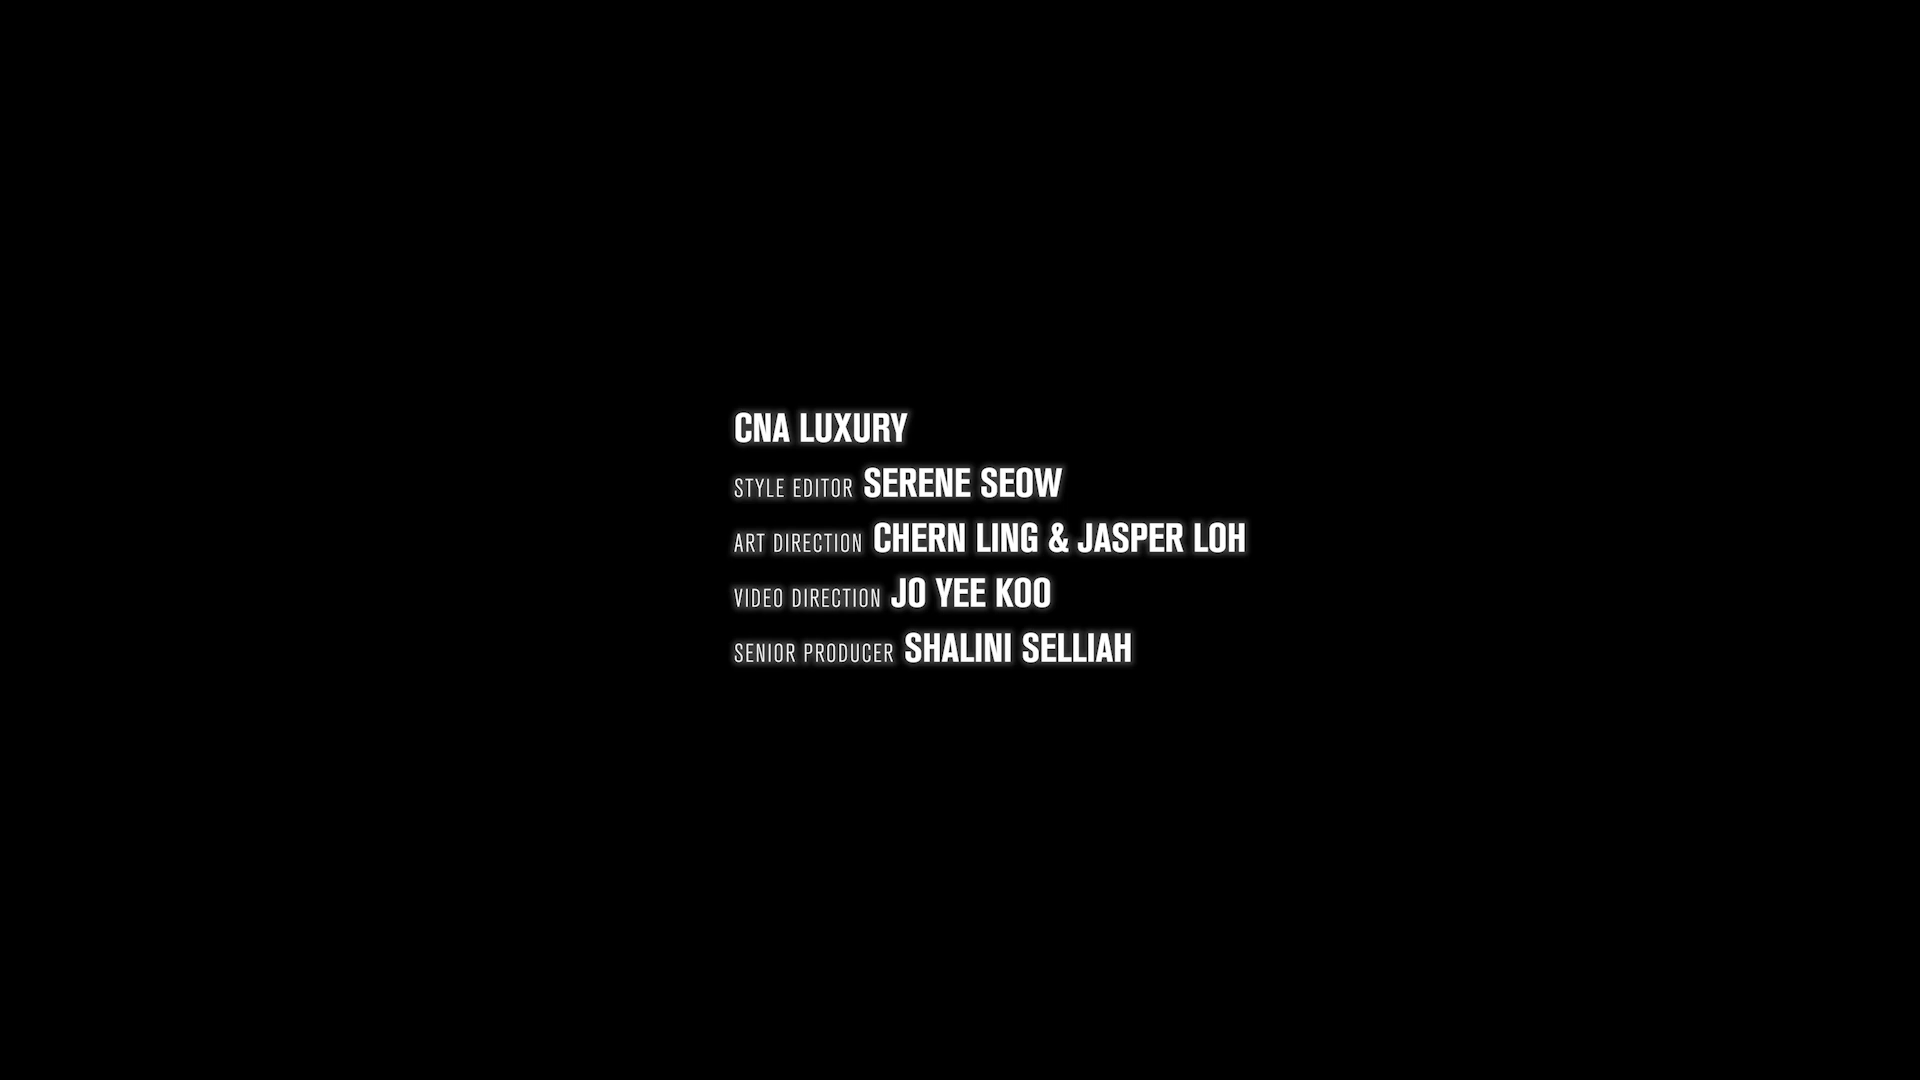 CNA LUXURY
STYLE EDITOR SERENE SEOW
ART DIRECTION CHERN LING & JASPER LOH
VIDEO DIRECTION JO YEE KOO
SENIOR PRODUCER SHALINI SELLIAH